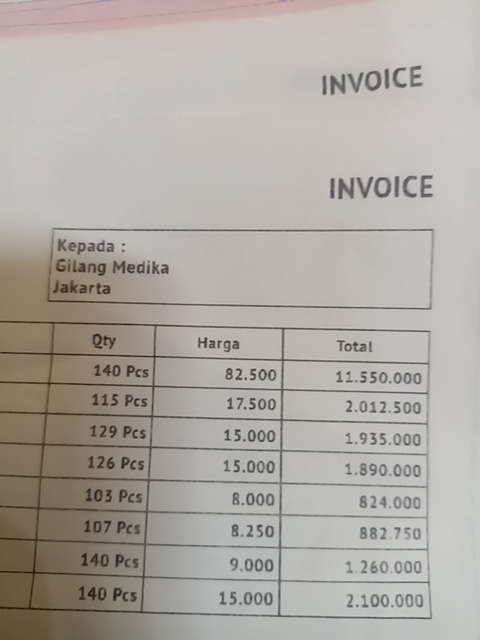 INVOICE
INVOICE
Kepada :
Gilang Medika
Jakarta
Qty Harga Total
140 Pcs 82.500 11.550.000
115 Pcs 17.500 2.012.500
129 Pcs 15.000 1.935.000
126 Pcs 15.000 1.890.000
103 Pcs 8.000 824.000
107 Pcs 8.250 882.750
140 Pcs 9.000 1.260.000
140 Pcs 15.000 2.100.000